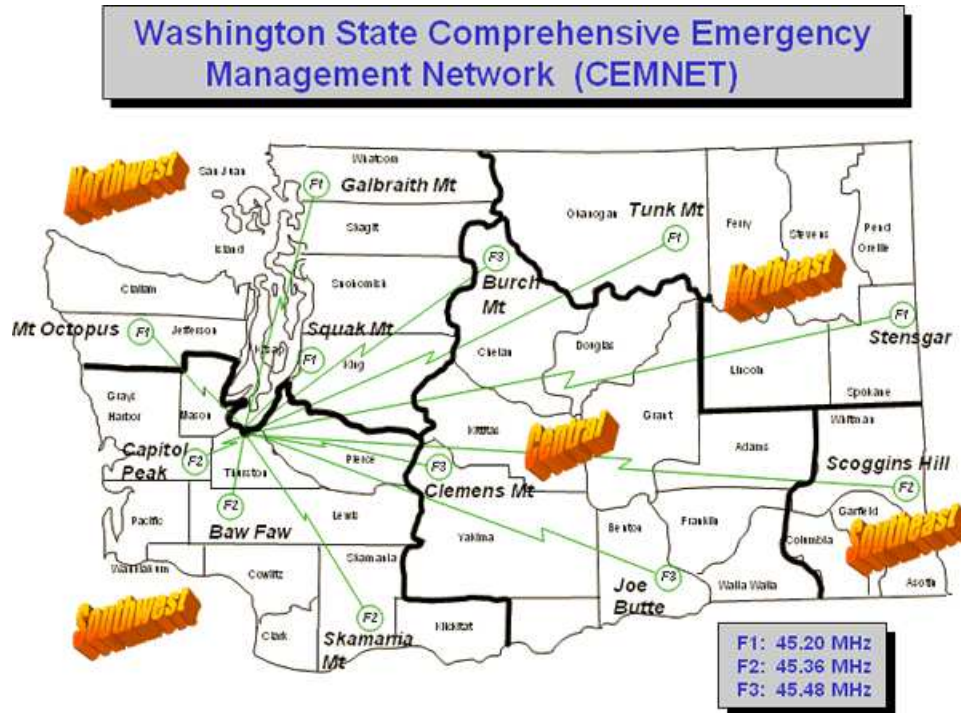 Washington State Comprehensive Emergency
Management Network (CEMNET)
Northwest
San Juan
Whatcom
F1
Galbraith Mt
Okanogan
Tunk Mt
F1
Ferry
Stevens
Pend
Oreille
Skagit
Island
F3
Burch
Mt
Northeast
Clallam
Snohomish
Mt Octopus
F1
Jefferson
Squak Mt
F1
Stensgar
Kitsap
F1
King
Chelan
Douglas
Lincoln
Spokane
Grays
Harbor
Mason
Grant
Whitman
Kittitas
Central
Adams
Capitol
Peak
F2
Thurston
Pierce
F3
Clemens Mt
Scoggins Hill
F2
Pacific
F2
Baw Faw
Lewis
Yakima
Benton
Franklin
Garfield
Southeast
Columbia
Wahkiakum
Cowlitz
Skamania
Joe
Butte
F3
Walla Walla
Asotin
Southwest
Clark
F2
Skamania
Mt
Klickitat
F1: 45.20 MHz
F2: 45.36 MHz
F3: 45.48 MHz